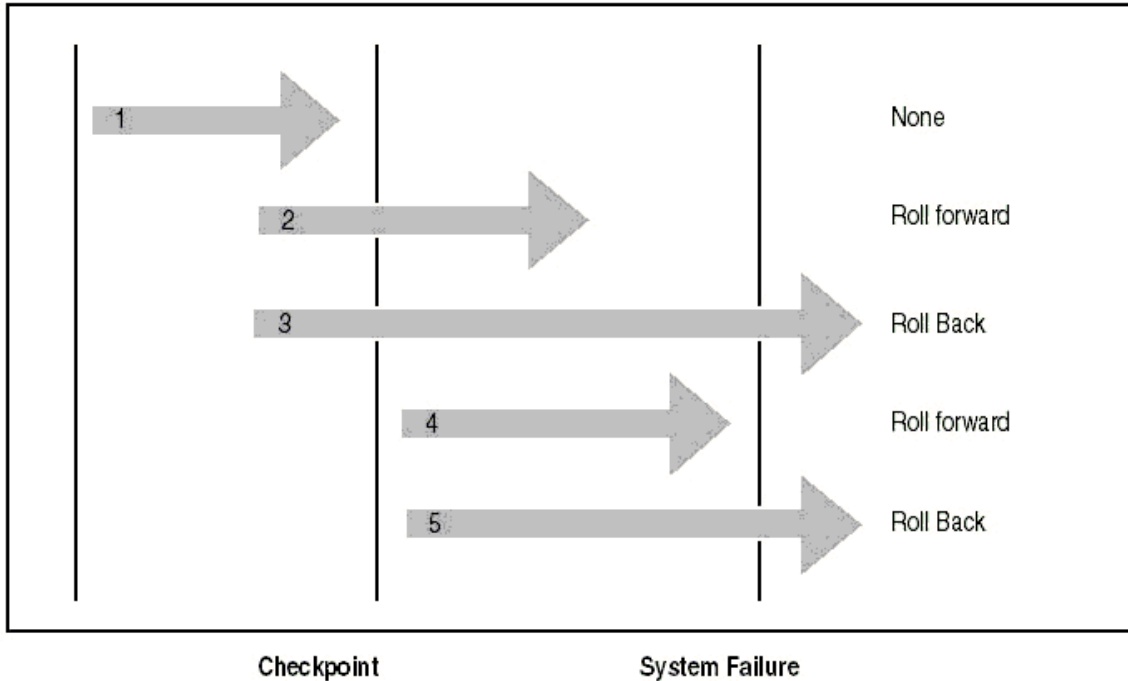 1 None
2 Roll forward
3 Roll Back
4 Roll forward
5 Roll Back
Checkpoint System Failure